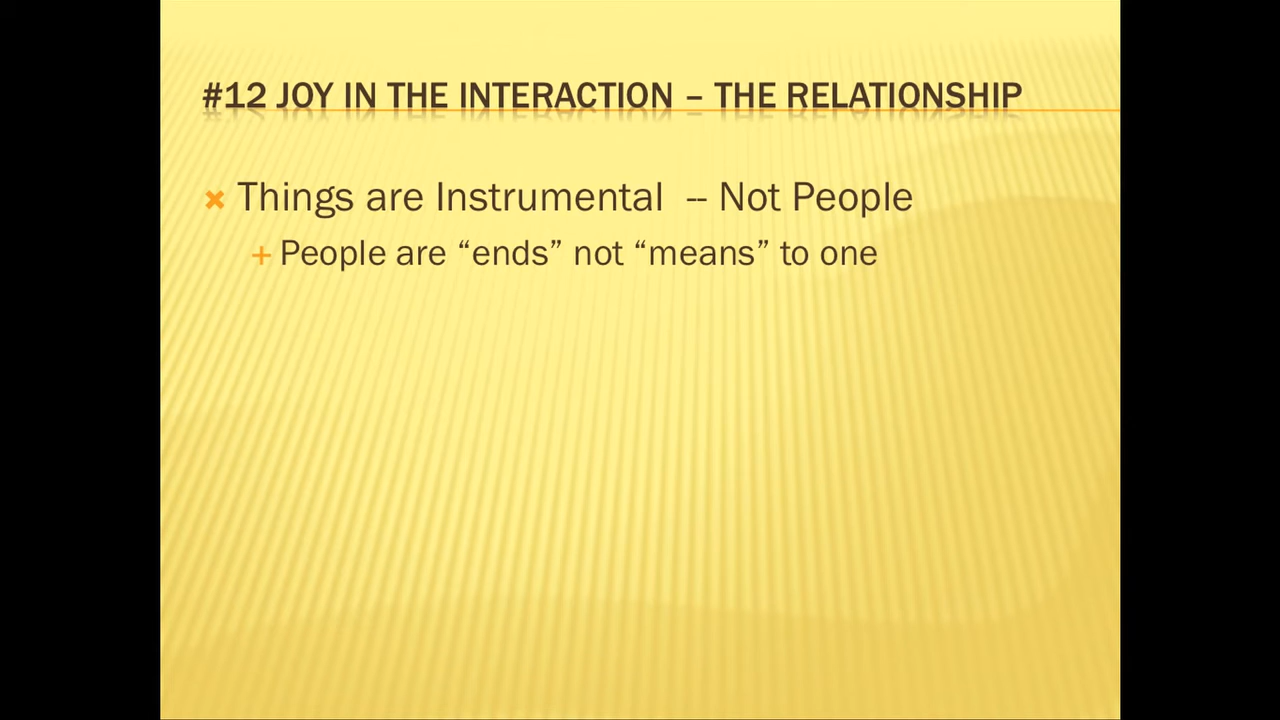 #12 JOY IN THE INTERACTION – THE RELATIONSHIP
Things are Instrumental -- Not People
People are “ends” not “means” to one